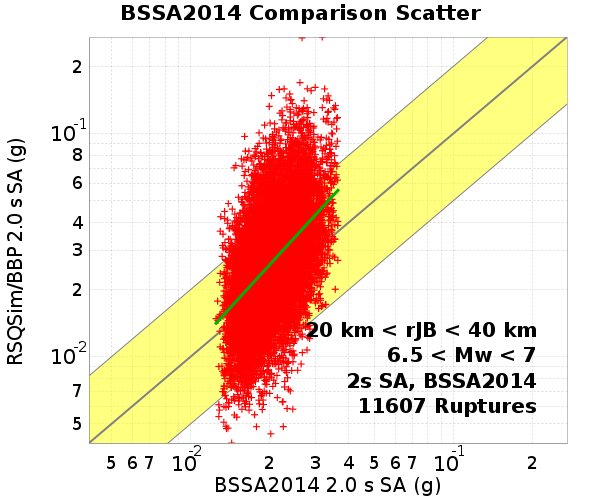 BSSA2014 Comparison Scatter
RSQSim/BBP 2.0 s SA (g)
2
10-1
8
6
4
3
2
10-2
7
5
20 km < rJB < 40 km
6.5 < Mw < 7
2s SA, BSSA2014
11607 Ruptures
5 6 7 10-2 2 3 4 5 6 7 10-1 2
BSSA2014 2.0 s SA (g)